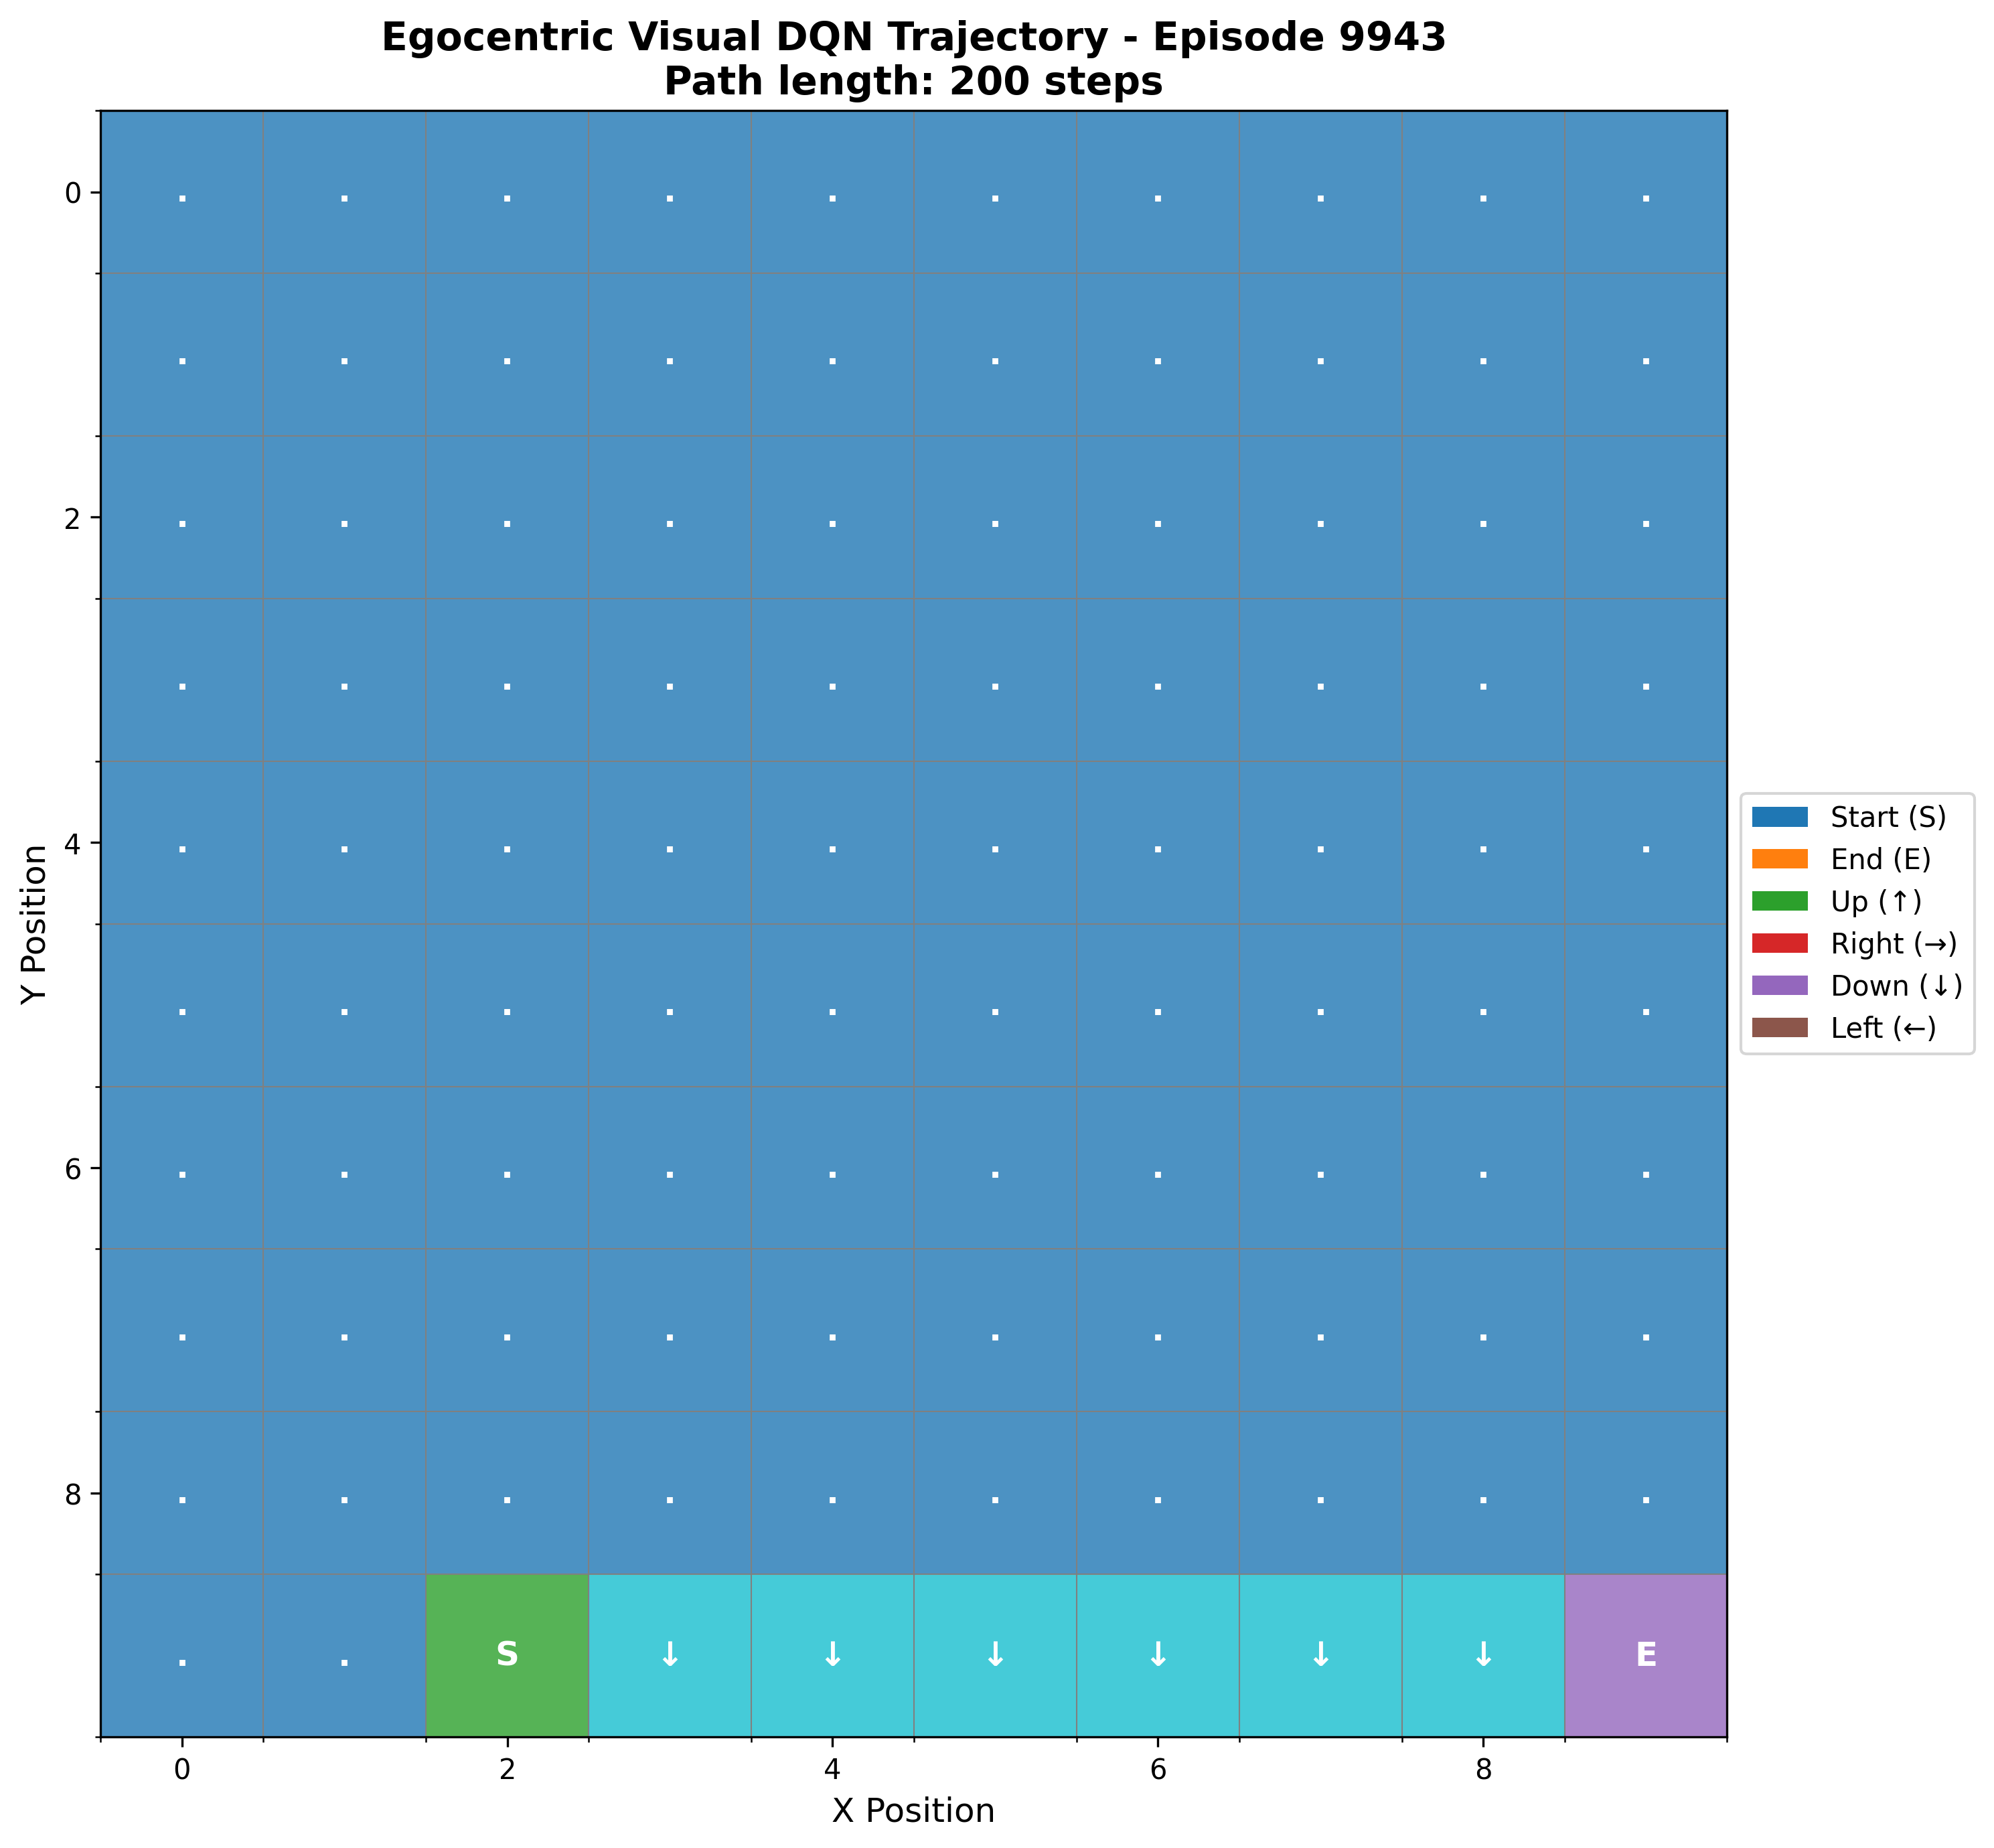 Egocentric Visual DQN Trajectory - Episode 9943
Path length: 200 steps
0
2
4
6
8
Y Position
. . . . . . . . . .
. . . . . . . . . .
. . . . . . . . . .
. . . . . . . . . .
. . . . . . . . . .
. . . . . . . . . .
. . . . . . . . . .
. . . . . . . . . .
. . . . . . . . . .
. . S ↓ ↓ ↓ ↓ ↓ ↓ E
0 2 4 6 8
X Position
Start (S)
End (E)
Up (↑)
Right (→)
Down (↓)
Left (←)